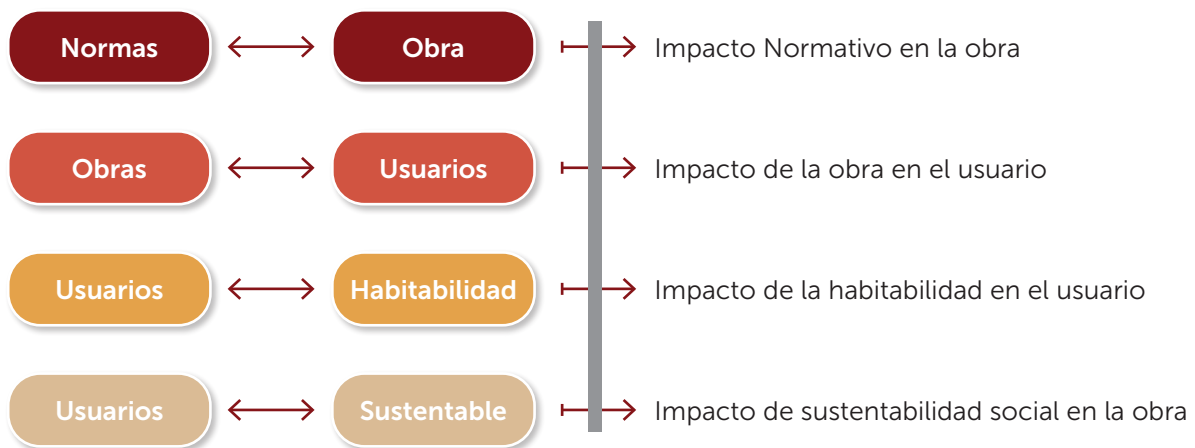 Normas Obra Impacto Normativo en la obra
Obras Usuarios Impacto de la obra en el usuario
Usuarios Habitabilidad Impacto de la habitabilidad en el usuario
Usuarios Sustentable Impacto de sustentabilidad social en la obra